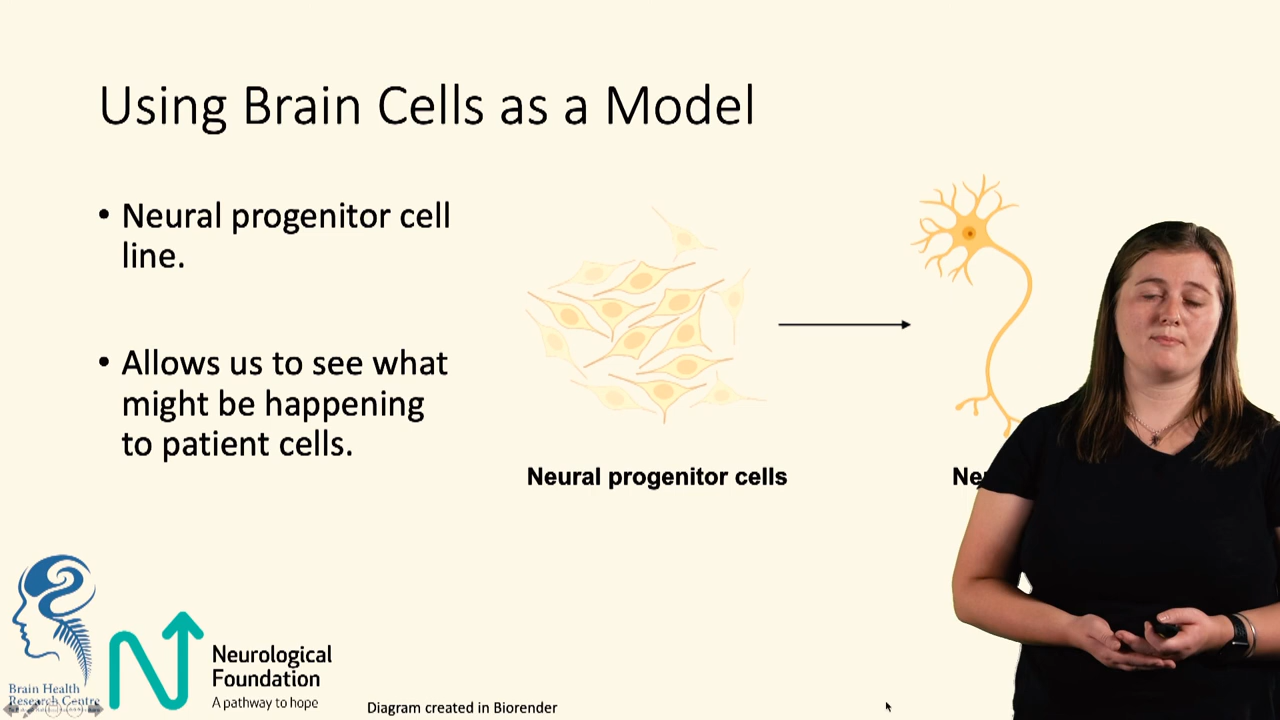 Using Brain Cells as a Model
• Neural progenitor cell
line.
• Allows us to see what
might be happening
to patient cells.
Neural progenitor cells
Brain Health
Research Centre
Neurological
Foundation
A pathway to hope
Diagram created in Biorender